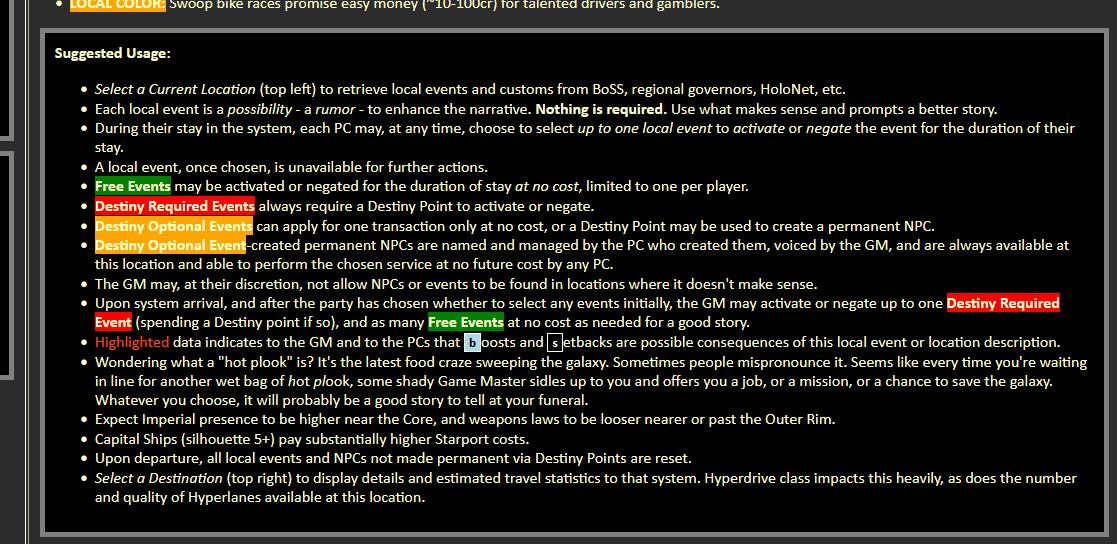 • LOCAL COLOR: Swoop bike races promise easy money (~10-100cr) for talented drivers and gamblers.
Suggested Usage:
• Select a Current Location (top left) to retrieve local events and customs from BoSS, regional governors, HoloNet, etc.
• Each local event is a possibility - a rumor - to enhance the narrative. Nothing is required. Use what makes sense and prompts a better story.
• During their stay in the system, each PC may, at any time, choose to select up to one local event to activate or negate the event for the duration of their
stay.
• A local event, once chosen, is unavailable for further actions.
• Free Events may be activated or negated for the duration of stay at no cost, limited to one per player.
• Destiny Required Events always require a Destiny Point to activate or negate.
• Destiny Optional Events can apply for one transaction only at no cost, or a Destiny Point may be used to create a permanent NPC.
• Destiny Optional Event-created permanent NPCs are named and managed by the PC who created them, voiced by the GM, and are always available at
this location and able to perform the chosen service at no future cost by any PC.
• The GM may, at their discretion, not allow NPCs or events to be found in locations where it doesn't make sense.
• Upon system arrival, and after the party has chosen whether to select any events initially, the GM may activate or negate up to one Destiny Required
Event (spending a Destiny point if so), and as many Free Events at no cost as needed for a good story.
• Highlighted data indicates to the GM and to the PCs that boosts and setbacks are possible consequences of this local event or location description.
• Wondering what a "hot plook" is? It's the latest food craze sweeping the galaxy. Sometimes people mispronounce it. Seems like every time you're waiting
in line for another wet bag of hot plook, some shady Game Master sidles up to you and offers you a job, or a mission, or a chance to save the galaxy.
Whatever you choose, it will probably be a good story to tell at your funeral.
• Expect Imperial presence to be higher near the Core, and weapons laws to be looser nearer or past the Outer Rim.
• Capital Ships (silhouette 5+) pay substantially higher Starport costs.
• Upon departure, all local events and NPCs not made permanent via Destiny Points are reset.
• Select a Destination (top right) to display details and estimated travel statistics to that system. Hyperdrive class impacts this heavily, as does the number
and quality of Hyperlanes available at this location.